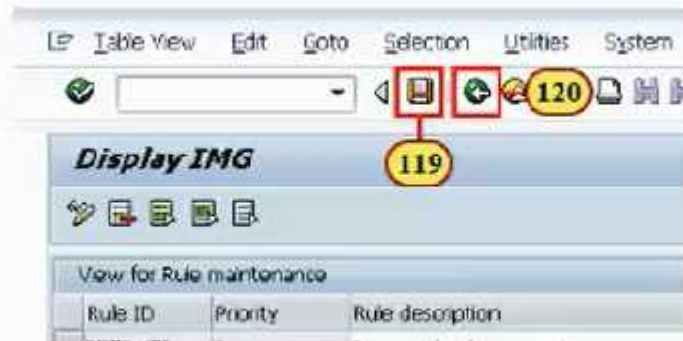 Table View Edit Goto Selection Utilities System
120
Display IMG
119
View for Rule maintenance
Rule ID Priority Rule description